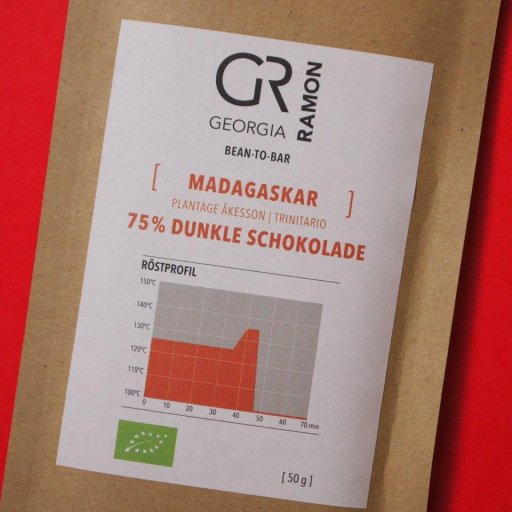 GR
GEORGIA
RAMON
BEAN-TO-BAR
[ MADAGASKAR ]
PLANTAGE ÅKESSON | TRINITARIO
75% DUNKLE SCHOKOLADE
RÖSTPROFIL
150°C
140°C
130°C
120°C
110°C
100°C
0 10 20 30 40 50 60 70 min
[ 50 g ]